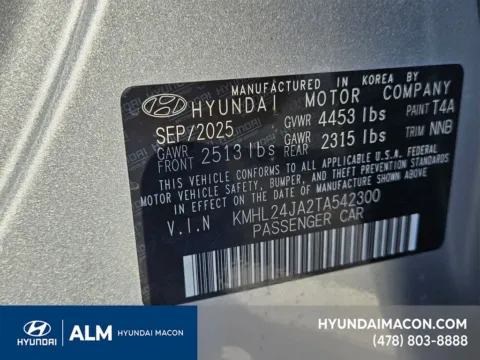 MANUFACTURED IN KOREA BY
HYUNDAI MOTOR COMPANY
SEP/2025 GVWR 4453 lbs PAINT T4A
GAWR FRONT 2513 lbs GAWR REAR 2315 lbs TRIM NNB
THIS VEHICLE CONFORMS TO ALL APPLICABLE U.S.A. FEDERAL
MOTOR VEHICLE SAFETY, BUMPER, AND THEFT PREVENTION
STANDARDS IN EFFECT ON THE DATE OF MANUFACTURE SHOWN ABOVE.
V.I.N KMHL24JA2TA542300
PASSENGER CAR
HYUNDAI
ALM HYUNDAI MACON
HYUNDAIMACON.COM
(478) 803-8888